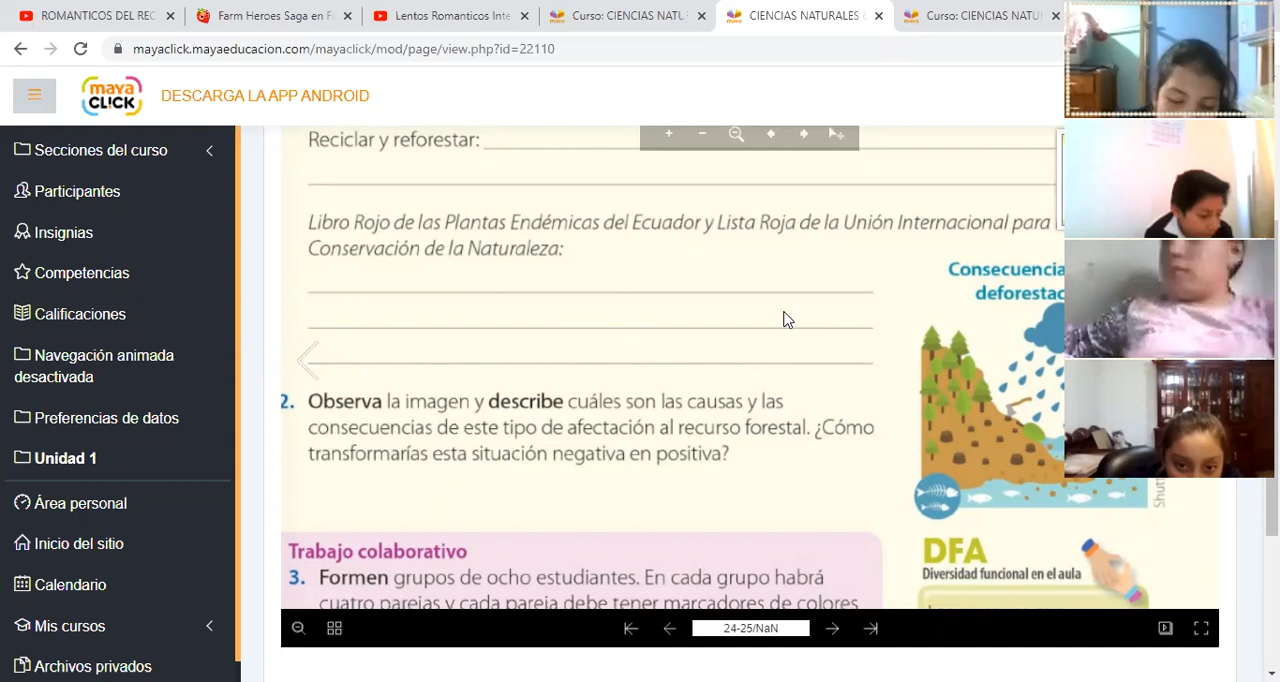 ROMANTICOS DEL REC
Farm Heroes Saga en F
Lentos Romanticos Inte
Curso: CIENCIAS NATU
CIENCIAS NATURALES
Curso: CIENCIAS NATU
mayaclick.mayaeducacion.com/mayaclick/mod/page/view.php?id=22110
maya CL!CK
DESCARGA LA APP ANDROID
Secciones del curso
Participantes
Insignias
Competencias
Calificaciones
Navegación animada
desactivada
Preferencias de datos
Unidad 1
Área personal
Inicio del sitio
Calendario
Mis cursos
Archivos privados
Reciclar y reforestar:
Libro Rojo de las Plantas Endémicas del Ecuador y Lista Roja de la Unión Internacional para
Conservación de la Naturaleza:
Consecuencia
deforestac
2. Observa la imagen y describe cuáles son las causas y las
consecuencias de este tipo de afectación al recurso forestal. ¿Cómo
transformarías esta situación negativa en positiva?
Shutt
Trabajo colaborativo
3. Formen grupos de ocho estudiantes. En cada grupo habrá
cuatro parejas y cada pareja debe tener marcadores de colores
DFA
Diversidad funcional en el aula
24-25/NaN